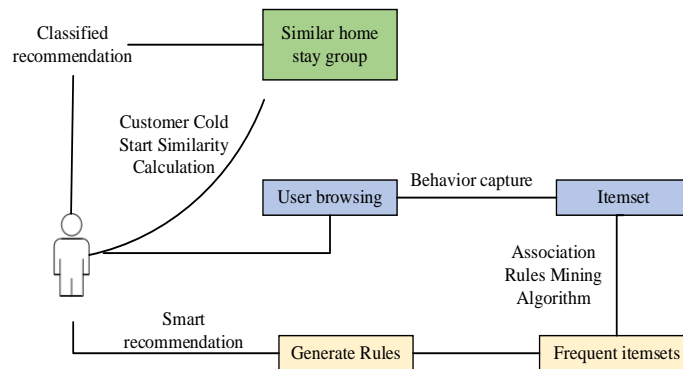 Classified
recommendation
Similar home
stay group
Customer Cold
Start Similarity
Calculation
User browsing
Behavior capture
Itemset
Association
Rules Mining
Algorithm
Smart
recommendation
Generate Rules
Frequent itemsets